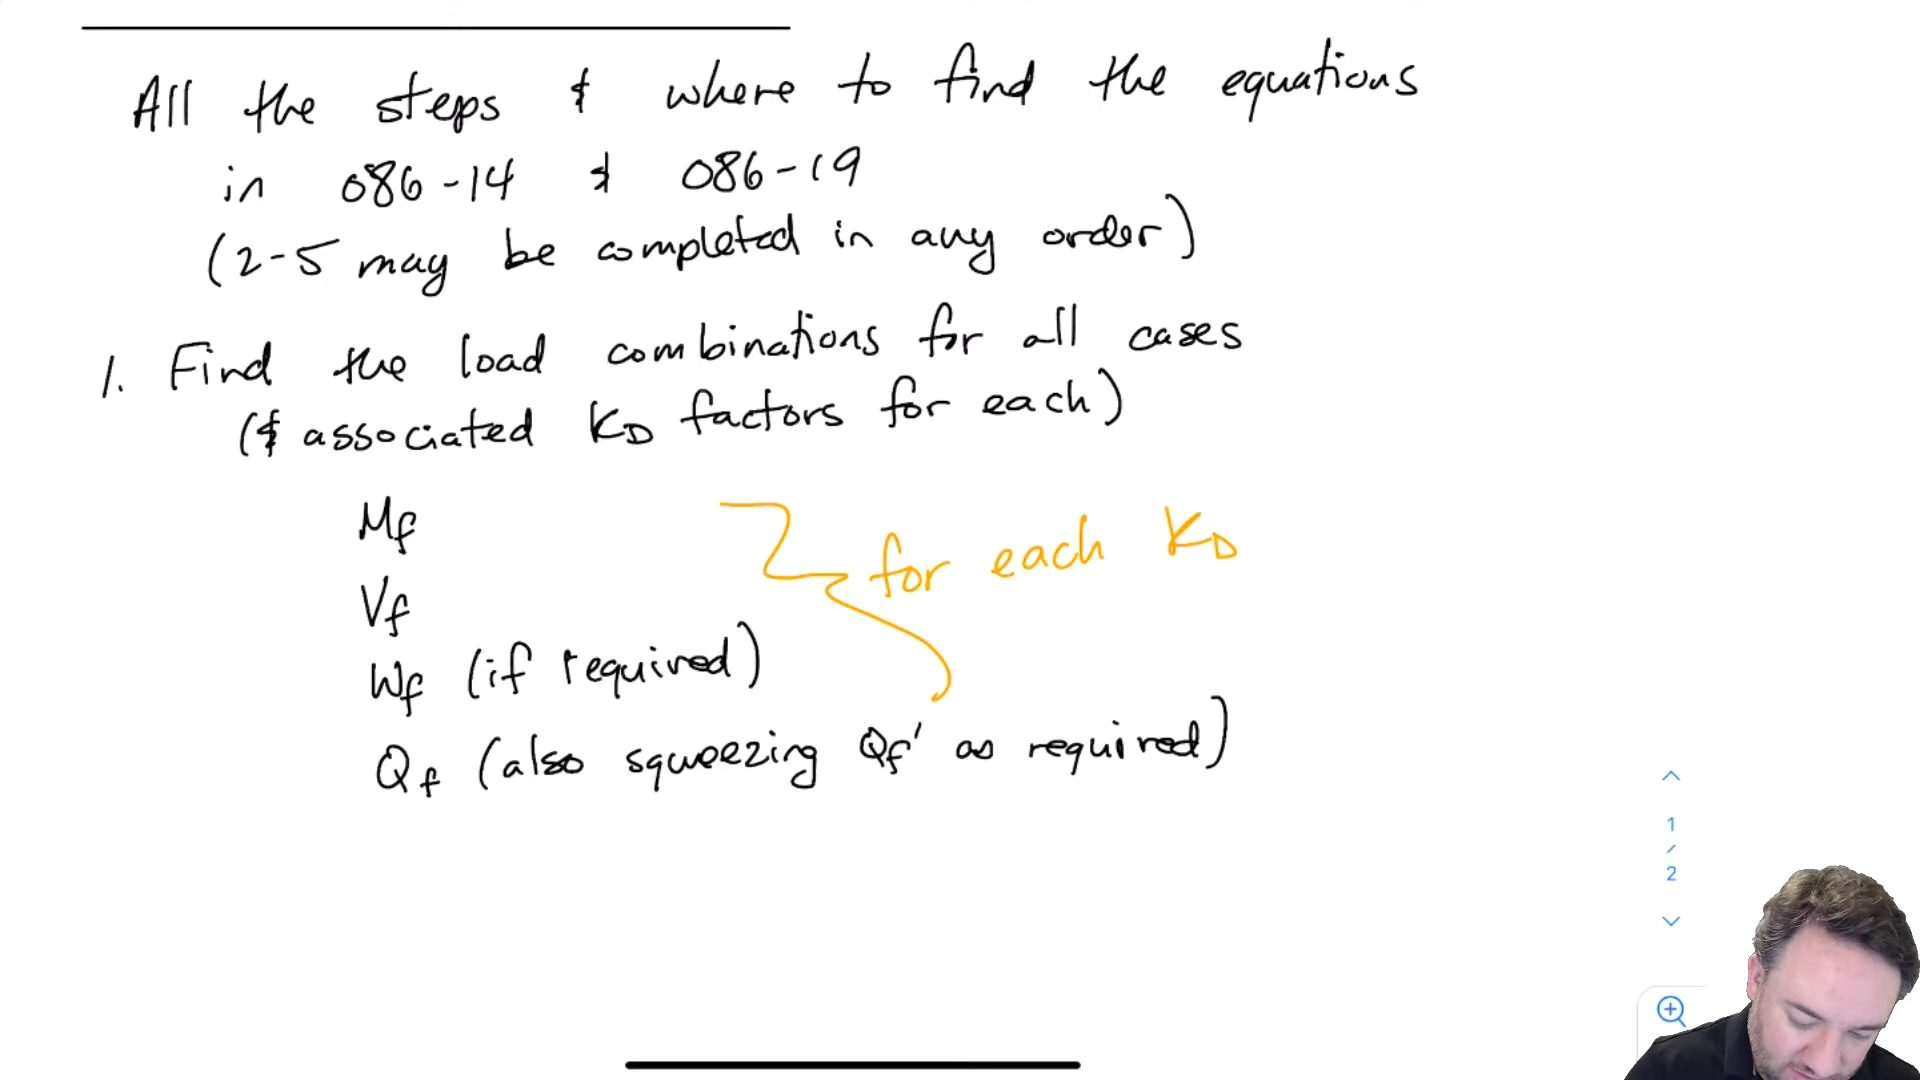 All the steps & where to find the equations
in 086-14 & 086-19
(2-5 may be completed in any order)
1. Find the load combinations for all cases
(& associated KD factors for each)
Mf
for each KD
Vf
Wf (if required)
Qf (also squeezing Qf' as required)
1
/
2